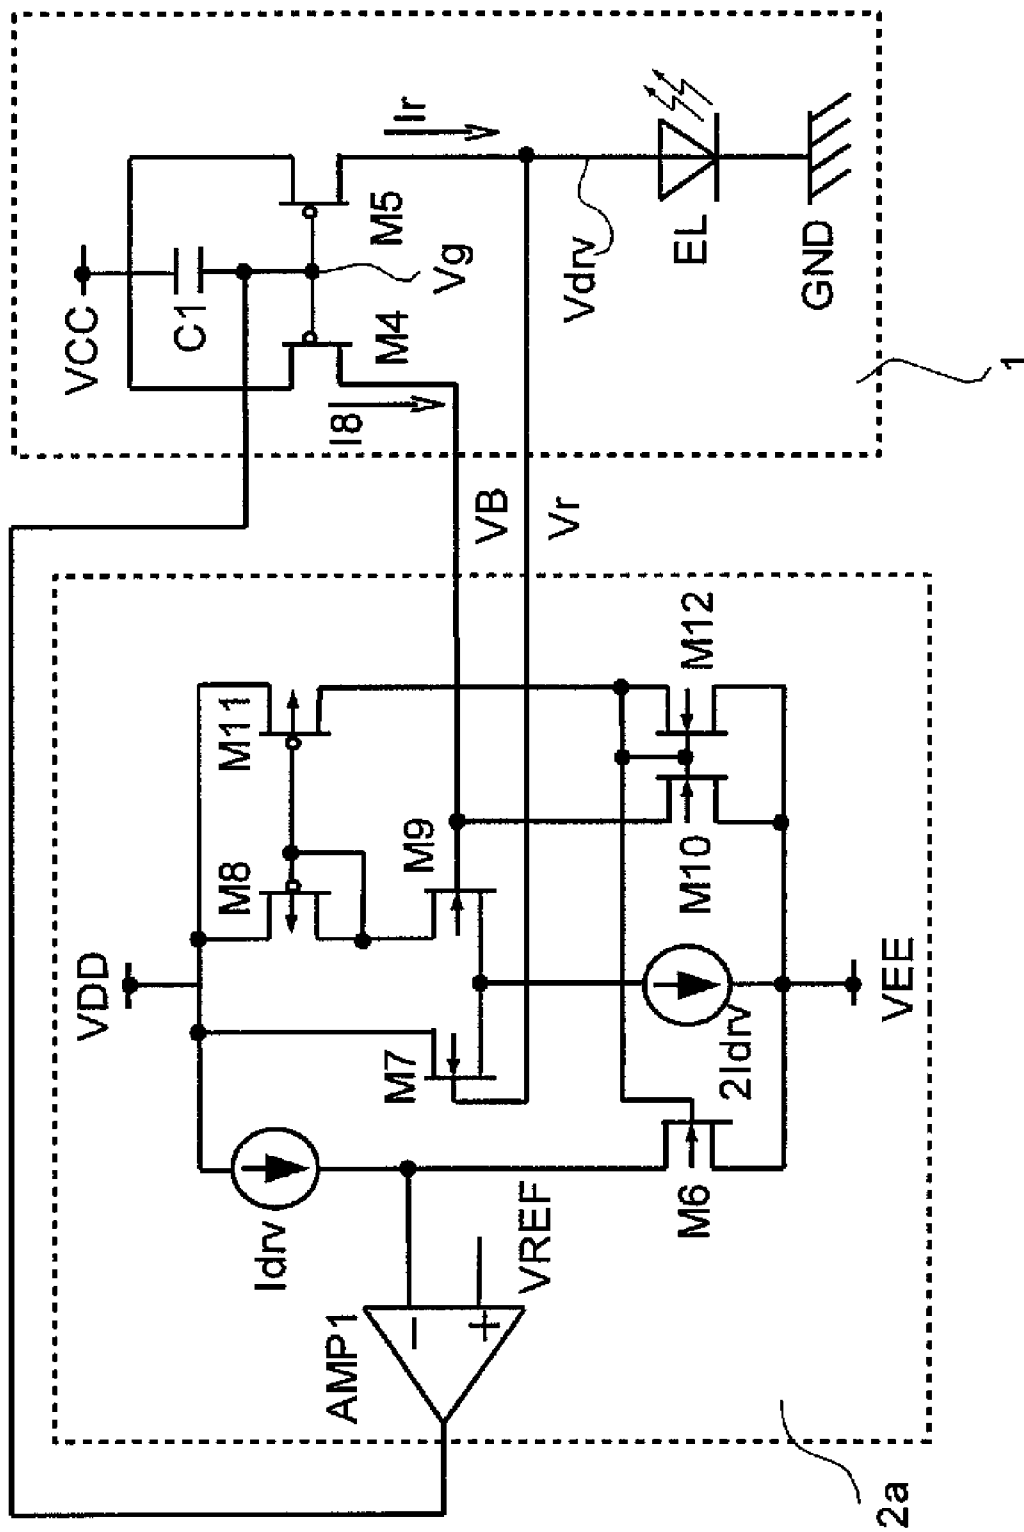 VCC
C1
M5
Ir
M4
Vg
I8
Vdrv
EL
GND
1
VB
Vr
VDD
M8
M11
M9
M7
M12
M10
Idrv
2Idrv
M6
VEE
AMP1
−
+
VREF
2a